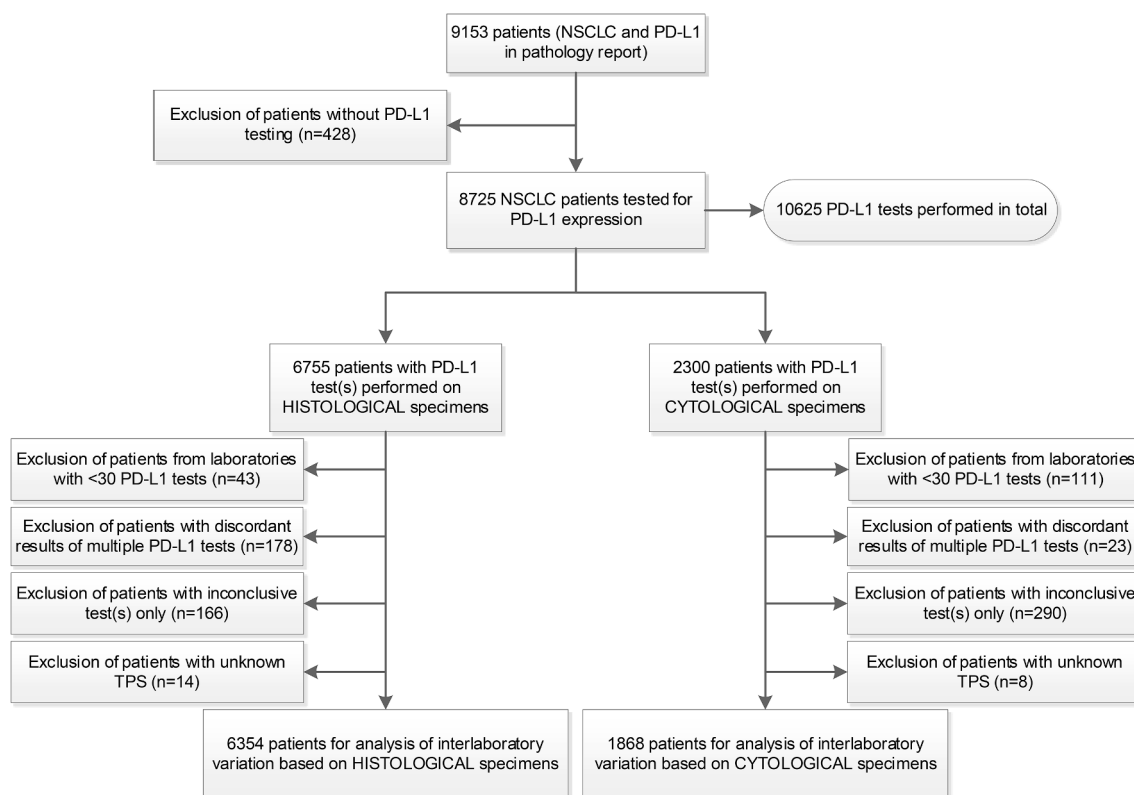 9153 patients (NSCLC and PD-L1
in pathology report)
Exclusion of patients without PD-L1
testing (n=428)
8725 NSCLC patients tested for
PD-L1 expression
10625 PD-L1 tests performed in total
6755 patients with PD-L1
test(s) performed on
HISTOLOGICAL specimens
2300 patients with PD-L1
test(s) performed on
CYTOLOGICAL specimens
Exclusion of patients from laboratories
with <30 PD-L1 tests (n=43)
Exclusion of patients from laboratories
with <30 PD-L1 tests (n=111)
Exclusion of patients with discordant
results of multiple PD-L1 tests (n=178)
Exclusion of patients with discordant
results of multiple PD-L1 tests (n=23)
Exclusion of patients with inconclusive
test(s) only (n=166)
Exclusion of patients with inconclusive
test(s) only (n=290)
Exclusion of patients with unknown
TPS (n=14)
Exclusion of patients with unknown
TPS (n=8)
6354 patients for analysis of interlaboratory
variation based on HISTOLOGICAL specimens
1868 patients for analysis of interlaboratory
variation based on CYTOLOGICAL specimens